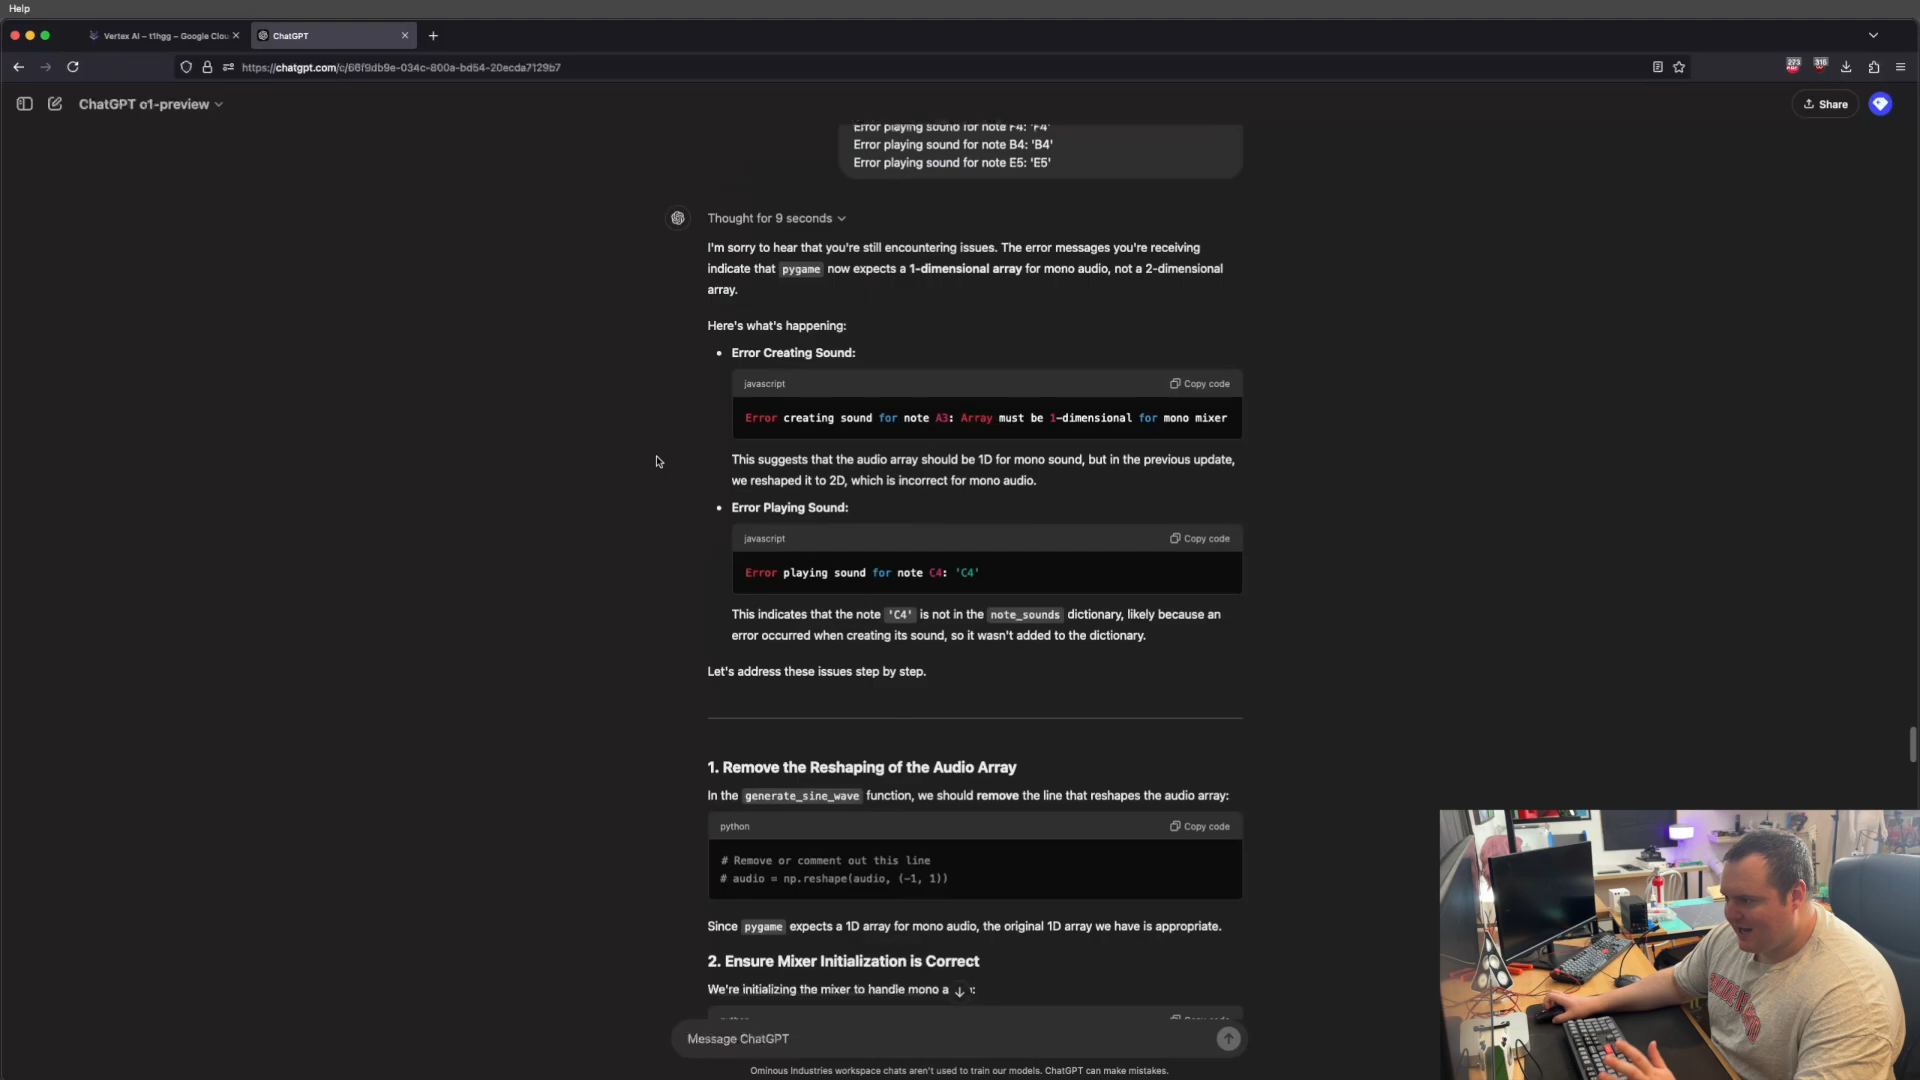 Help
Vertex AI – t1hgg – Google Clou
ChatGPT
https://chatgpt.com/c/66f9db9e-034c-800a-bd54-20ecda7129b7
273
316
ChatGPT o1-preview
Share
Error playing sound for note F4: 'F4'
Error playing sound for note B4: 'B4'
Error playing sound for note E5: 'E5'
Thought for 9 seconds
I'm sorry to hear that you're still encountering issues. The error messages you're receiving
indicate that pygame now expects a 1-dimensional array for mono audio, not a 2-dimensional
array.
Here's what's happening:
Error Creating Sound:
javascript
Copy code
Error creating sound for note A3: Array must be 1-dimensional for mono mixer
This suggests that the audio array should be 1D for mono sound, but in the previous update,
we reshaped it to 2D, which is incorrect for mono audio.
Error Playing Sound:
javascript
Copy code
Error playing sound for note C4: 'C4'
This indicates that the note 'C4' is not in the note_sounds dictionary, likely because an
error occurred when creating its sound, so it wasn't added to the dictionary.
Let's address these issues step by step.
1. Remove the Reshaping of the Audio Array
In the generate_sine_wave function, we should remove the line that reshapes the audio array:
python
Copy code
# Remove or comment out this line
# audio = np.reshape(audio, (-1, 1))
Since pygame expects a 1D array for mono audio, the original 1D array we have is appropriate.
2. Ensure Mixer Initialization is Correct
We're initializing the mixer to handle mono a
Message ChatGPT
Ominous Industries workspace chats aren't used to train our models. ChatGPT can make mistakes.